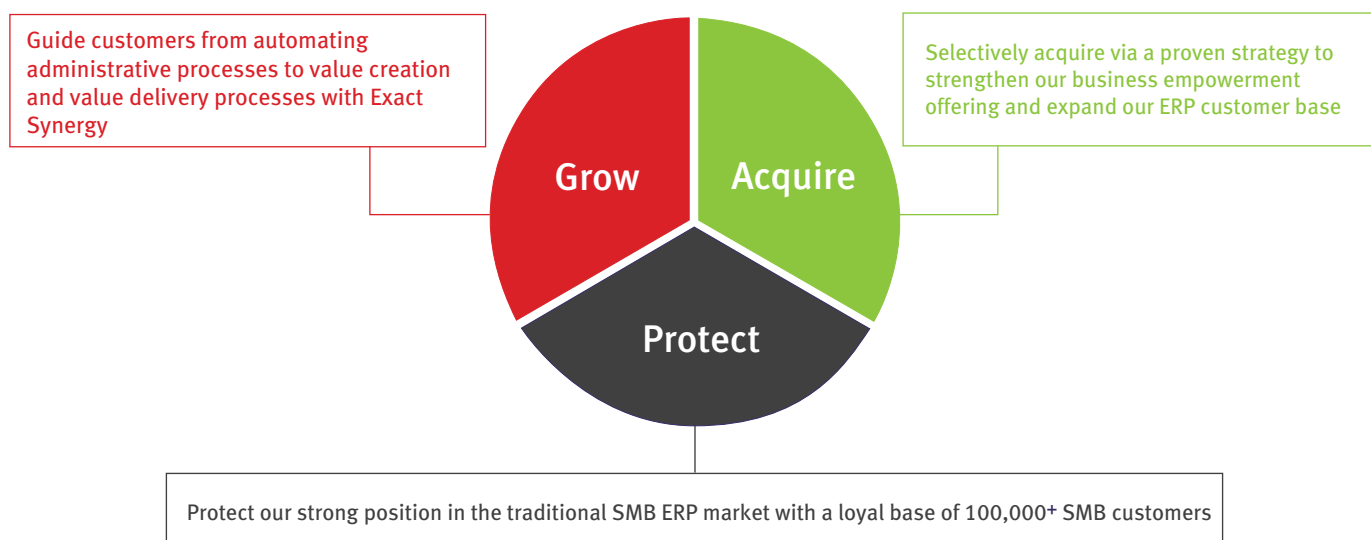 Guide customers from automating
administrative processes to value creation
and value delivery processes with Exact
Synergy
Selectively acquire via a proven strategy to
strengthen our business empowerment
offering and expand our ERP customer base
Grow
Acquire
Protect
Protect our strong position in the traditional SMB ERP market with a loyal base of 100,000+ SMB customers